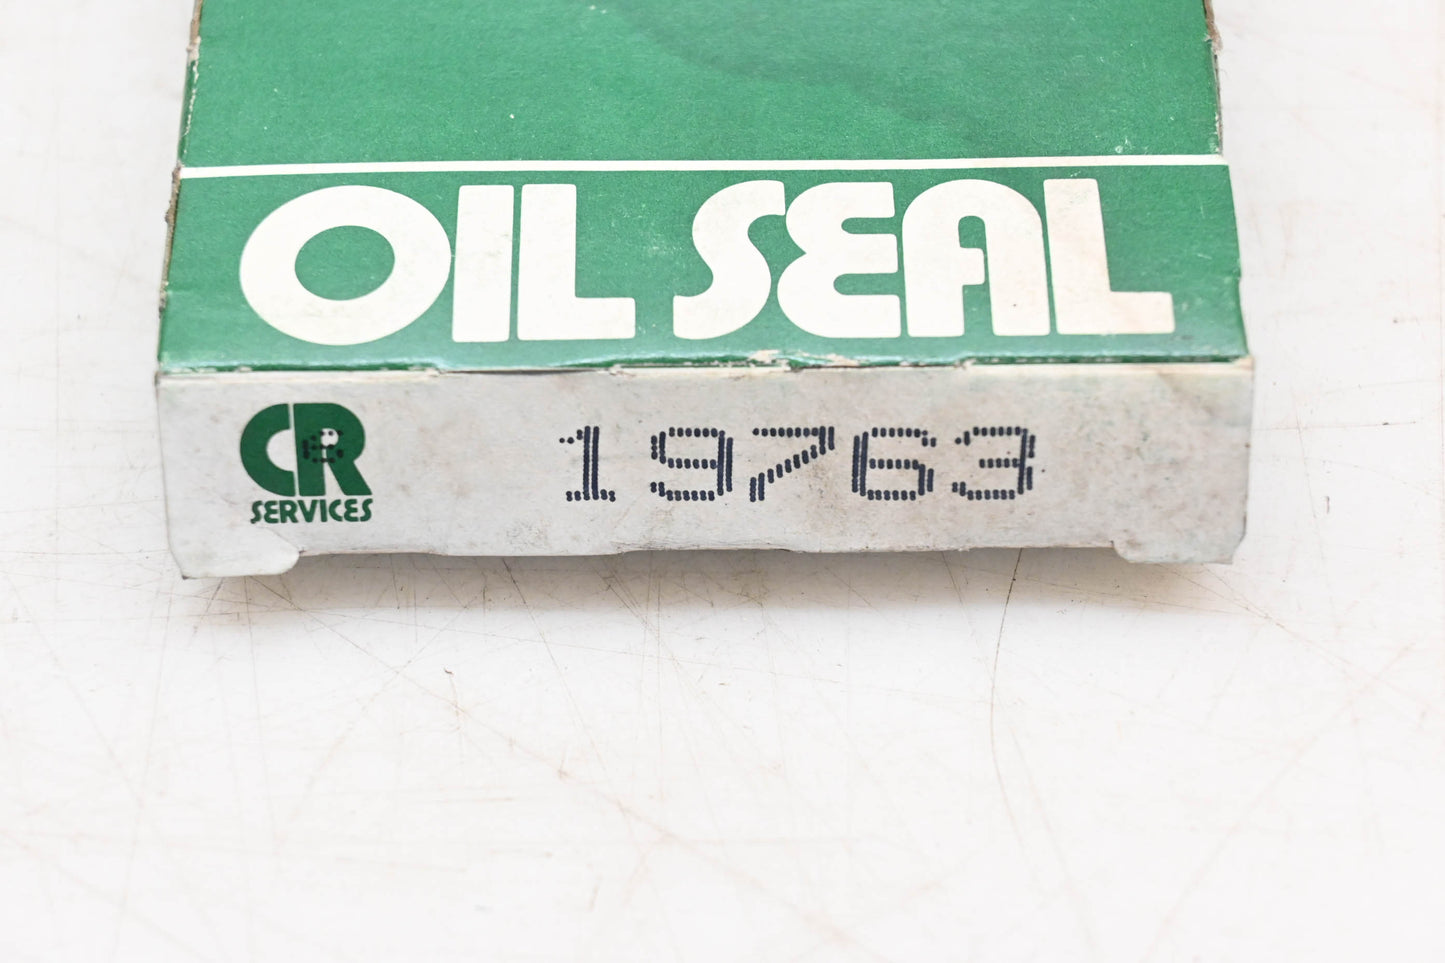 OIL SEAL
CR
SERVICES
19763